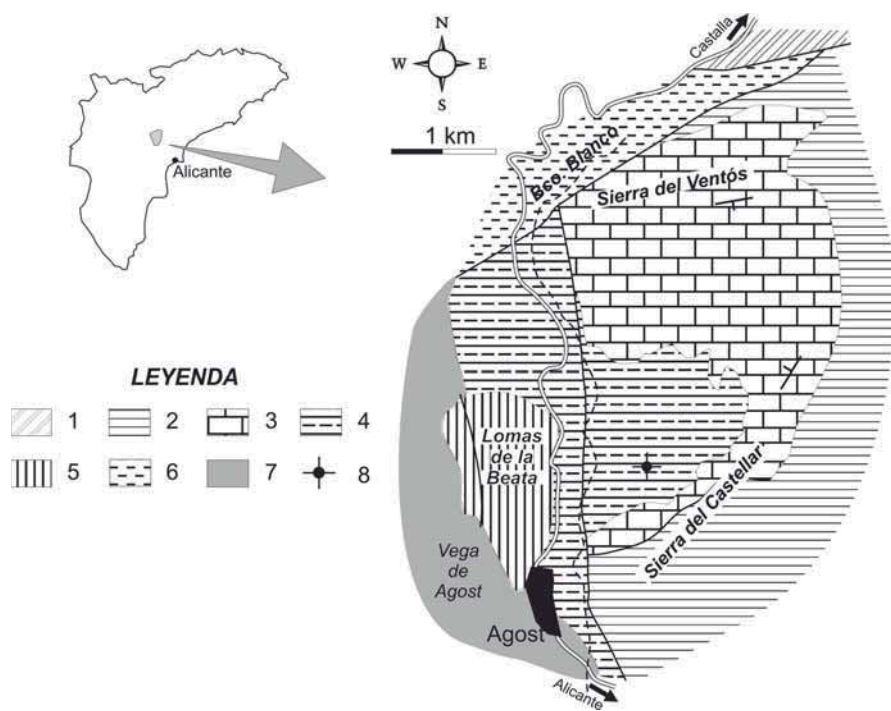 N
W E
S
1 km
Alicante
Castalla
Bco. Blanco
Sierra del Ventós
LEYENDA
1 2 3 4
5 6 7 8
Lomas
de la
Beata
Sierra del Castellar
Vega
de
Agost
Agost
Alicante